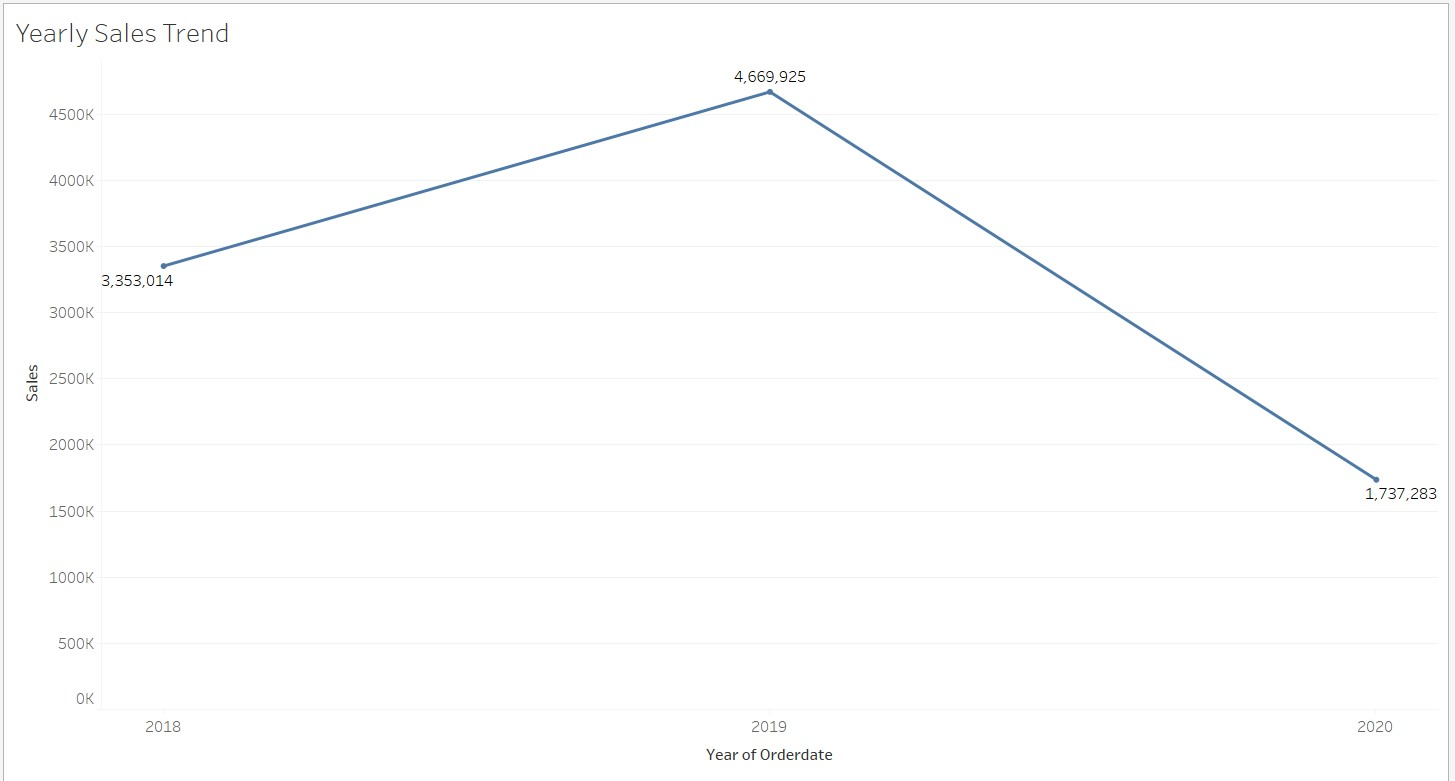 Yearly Sales Trend
4,669,925
4500K
4000K
3500K
3,353,014
3000K
2500K
Sales
2000K
1500K
1,737,283
1000K
500K
0K
2018 2019 2020
Year of Orderdate